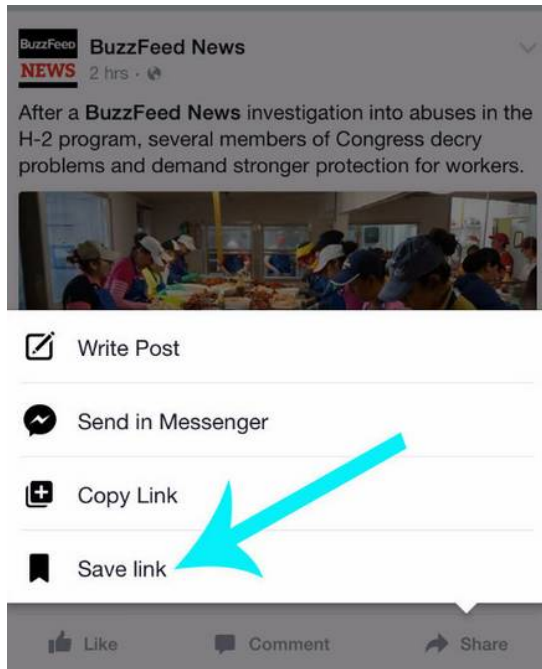 BuzzFeed
NEWS
BuzzFeed News
2 hrs ·
After a BuzzFeed News investigation into abuses in the
H-2 program, several members of Congress decry
problems and demand stronger protection for workers.
Write Post
Send in Messenger
Copy Link
Save link
Like Comment Share